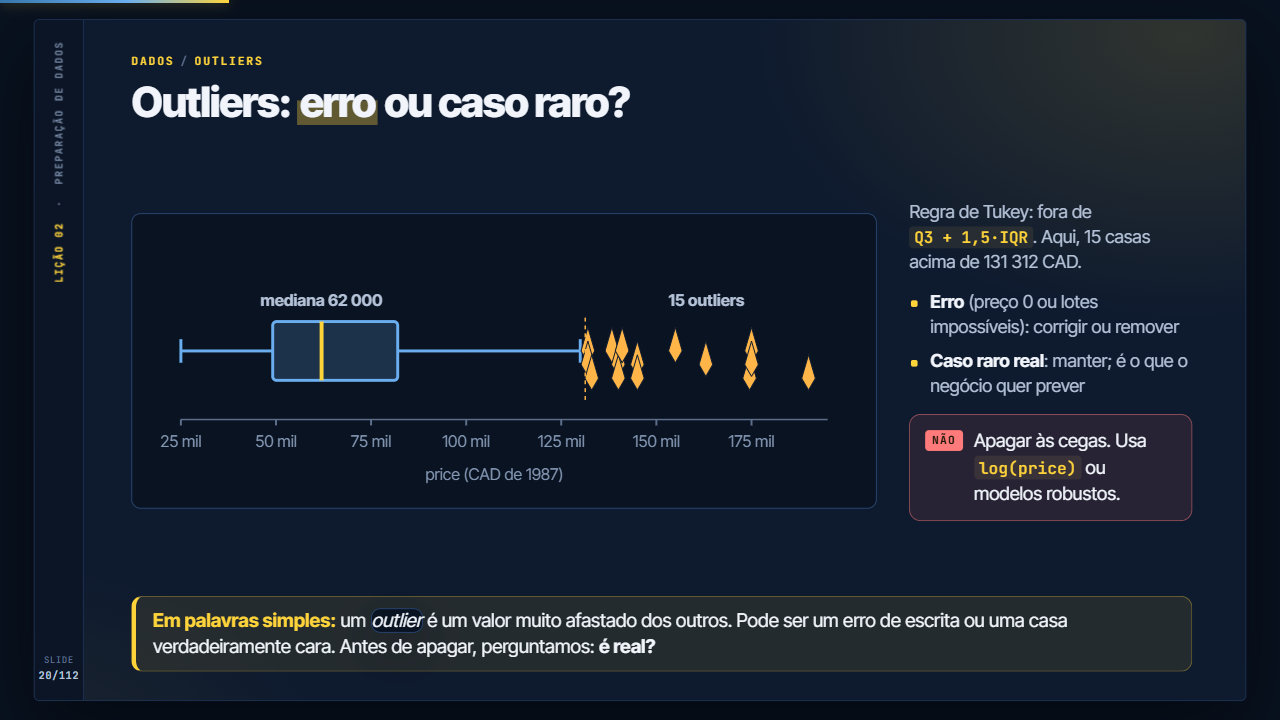 DADOS / OUTLIERS
Outliers: erro ou caso raro?
LIÇÃO 02 · PREPARAÇÃO DE DADOS
mediana 62 000
15 outliers
25 mil 50 mil 75 mil 100 mil 125 mil 150 mil 175 mil
price (CAD de 1987)
Regra de Tukey: fora de
Q3 + 1,5·IQR. Aqui, 15 casas
acima de 131 312 CAD.
Erro (preço 0 ou lotes
impossíveis): corrigir ou remover
Caso raro real: manter; é o que o
negócio quer prever
NÃO Apagar às cegas. Usa
log(price) ou
modelos robustos.
Em palavras simples: um outlier é um valor muito afastado dos outros. Pode ser um erro de escrita ou uma casa
verdadeiramente cara. Antes de apagar, perguntamos: é real?
SLIDE
20/112